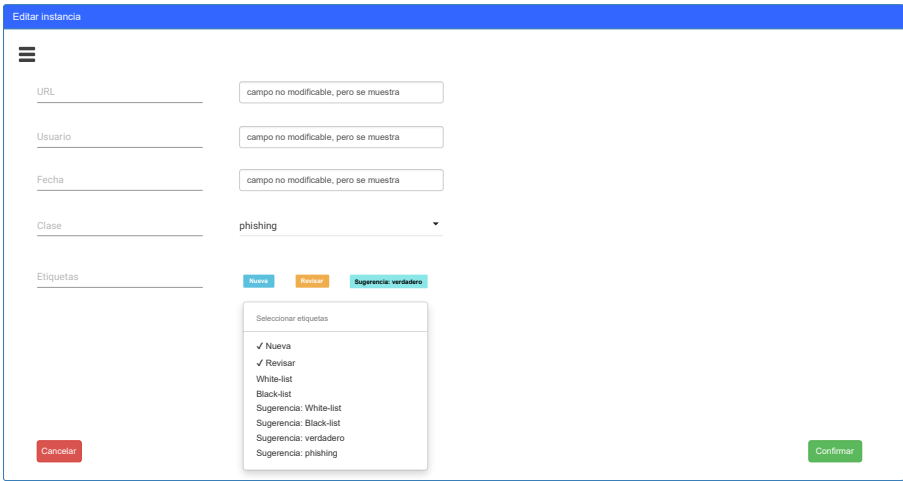 Editar instancia
URL
campo no modificable, pero se muestra
Usuario
campo no modificable, pero se muestra
Fecha
campo no modificable, pero se muestra
Clase
phishing
Etiquetas
Nueva
Revisar
Sugerencia: verdadero
Seleccionar etiquetas
✓ Nueva
✓ Revisar
White-list
Black-list
Sugerencia: White-list
Sugerencia: Black-list
Sugerencia: verdadero
Sugerencia: phishing
Cancelar
Confirmar